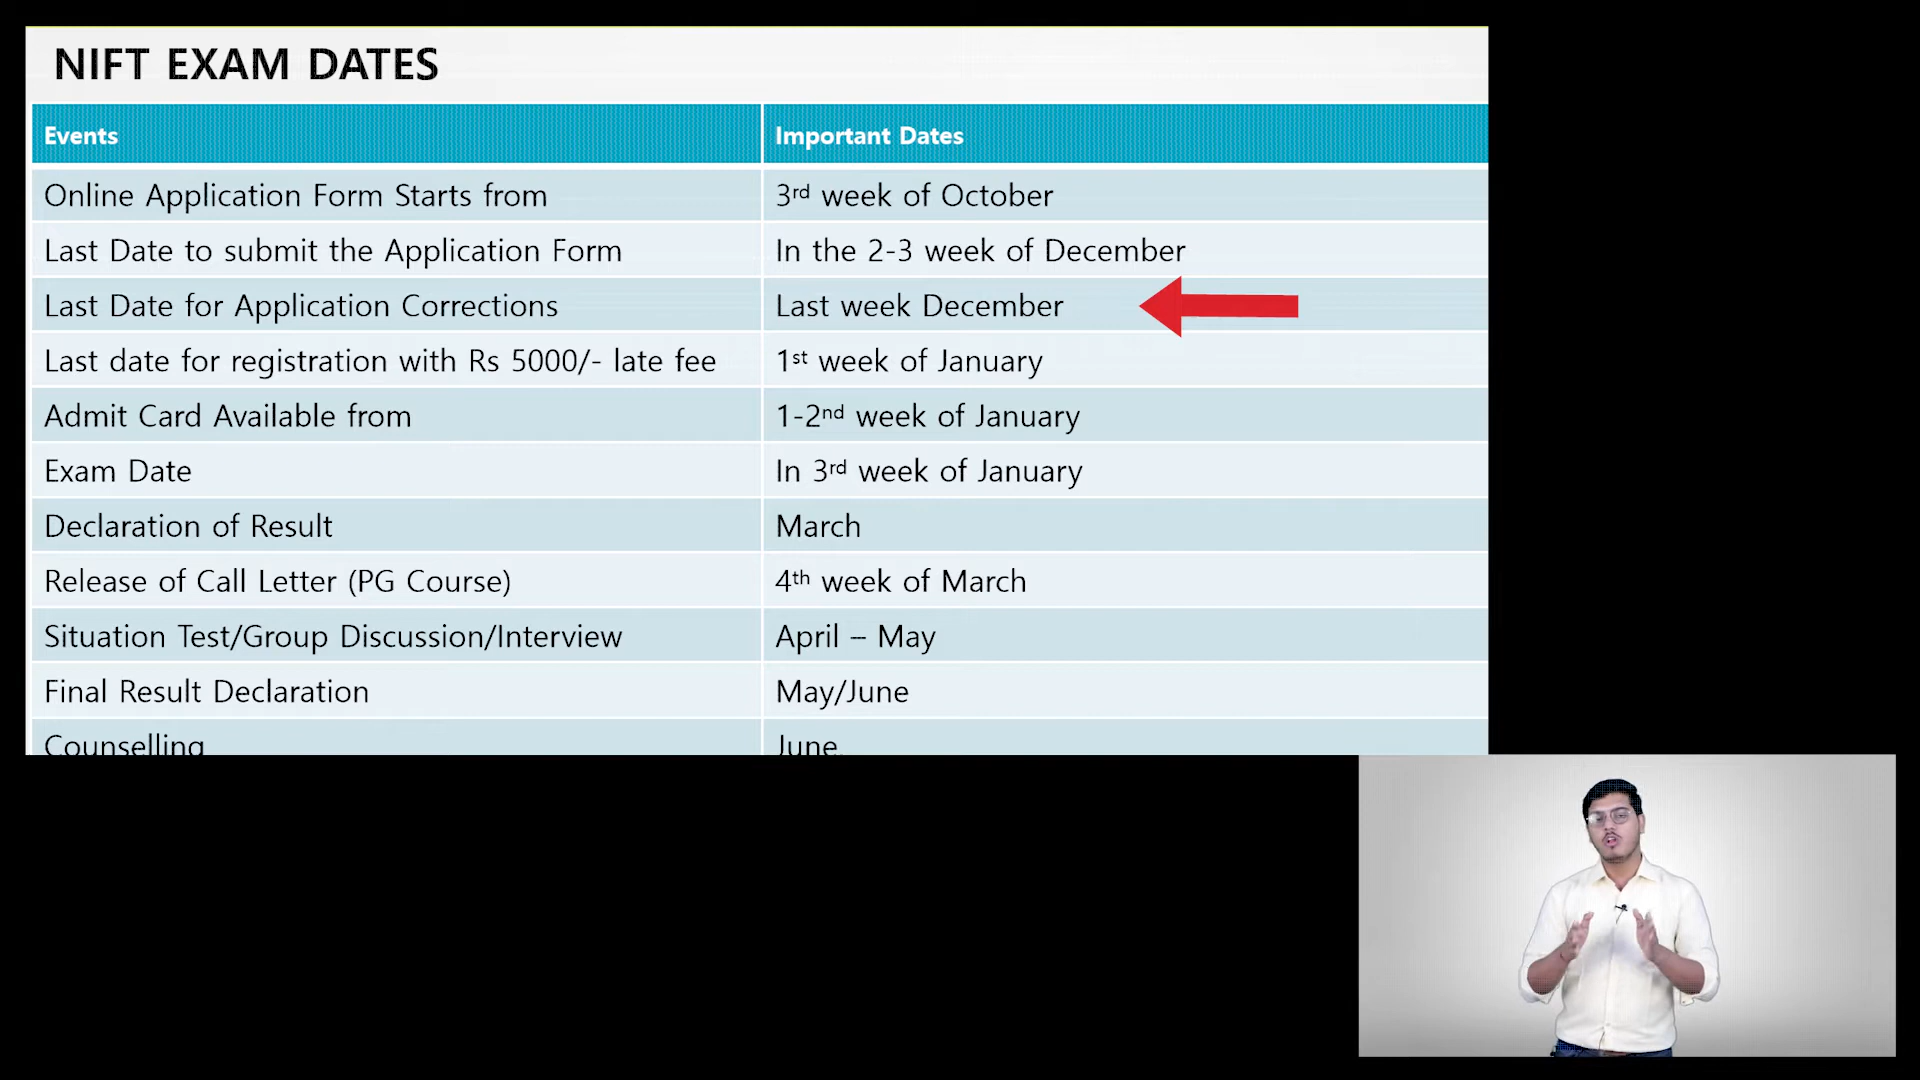 NIFT EXAM DATES
Events Important Dates
Online Application Form Starts from 3rd week of October
Last Date to submit the Application Form In the 2-3 week of December
Last Date for Application Corrections Last week December
Last date for registration with Rs 5000/- late fee 1st week of January
Admit Card Available from 1-2nd week of January
Exam Date In 3rd week of January
Declaration of Result March
Release of Call Letter (PG Course) 4th week of March
Situation Test/Group Discussion/Interview April – May
Final Result Declaration May/June
Counselling June